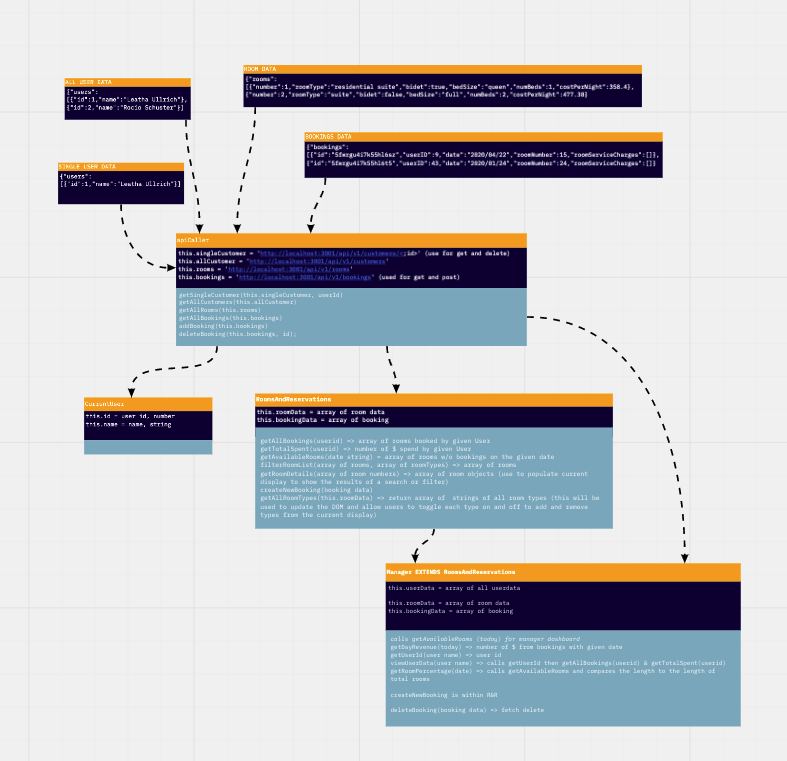 ROOM DATA
{"rooms":
[{"number":1,"roomType":"residential suite","bidet":true,"bedSize":"queen","numBeds":1,"costPerNight":358.4},
{"number":2,"roomType":"suite","bidet":false,"bedSize":"full","numBeds":2,"costPerNight":477.38}
ALL USER DATA
{"users":
[{"id":1,"name":"Leatha Ullrich"},
{"id":2,"name":"Rocio Schuster"}]
BOOKINGS DATA
{"bookings":
[{"id":"5fwrgu4i7k55hl6sz","userID":9,"date":"2020/04/22","roomNumber":15,"roomServiceCharges":[]},
{"id":"5fwrgu4i7k55hl6t5","userID":43,"date":"2020/01/24","roomNumber":24,"roomServiceCharges":[]}
SINGLE USER DATA
{"users":
[{"id":1,"name":"Leatha Ullrich"]]
apiCaller
this.singleCustomer = 'http://localhost:3001/api/v1/customers/<;id>' (use for get and delete)
this.allCustomer = 'http://localhost:3001/api/v1/customers'
this.rooms = 'http://localhost:3001/api/v1/rooms'
this.bookings = 'http://localhost:3001/api/v1/bookings' (used for get and post)
getSingleCustomer(this.singleCustomer, userId)
getAllCustomers(this.allCustomer)
getAllRooms(this.rooms)
getAllBookings(this.bookings)
addBooking(this.bookings)
deleteBooking(this.bookings, id);
CurrentUser
this.id = user id, number
this.name = name, string
RoomsAndReservations
this.roomData = array of room data
this.bookingData = array of booking
getAllBookings(userid) => array of rooms booked by given User
getTotalSpent(userid) => number of $ spend by given User
getAvailableRooms(date string) = array of rooms w/o bookings on the given date
filterRoomList(array of rooms, array of roomTypes) => array of rooms
getRoomDetails(array of room numbers) => array of room objects (use to populate current
display to show the results of a search or filter)
createNewBooking(booking data)
getAllRoomTypes(this.roomData) => return array of strings of all room types (this will be
used to update the DOM and allow users to toggle each type on and off to add and remove
types from the current display)
Manager EXTENDS RoomsAndReservations
this.userData = array of all userdata
this.roomData = array of room data
this.bookingData = array of booking
calls getAvailableRooms (today) for manager dashboard
getDayRevenue(today) => number of $ from bookings with given date
getUserId(user name) => user id
viewUserData(user name) => calls getUserId then getAllBookings(userid) & getTotalSpent(userid)
getRoomPercentage(date) => calls getAvailableRooms and compares the length to the length of
total rooms
createNewBooking is within R&R
deleteBooking(booking data) => fetch delete